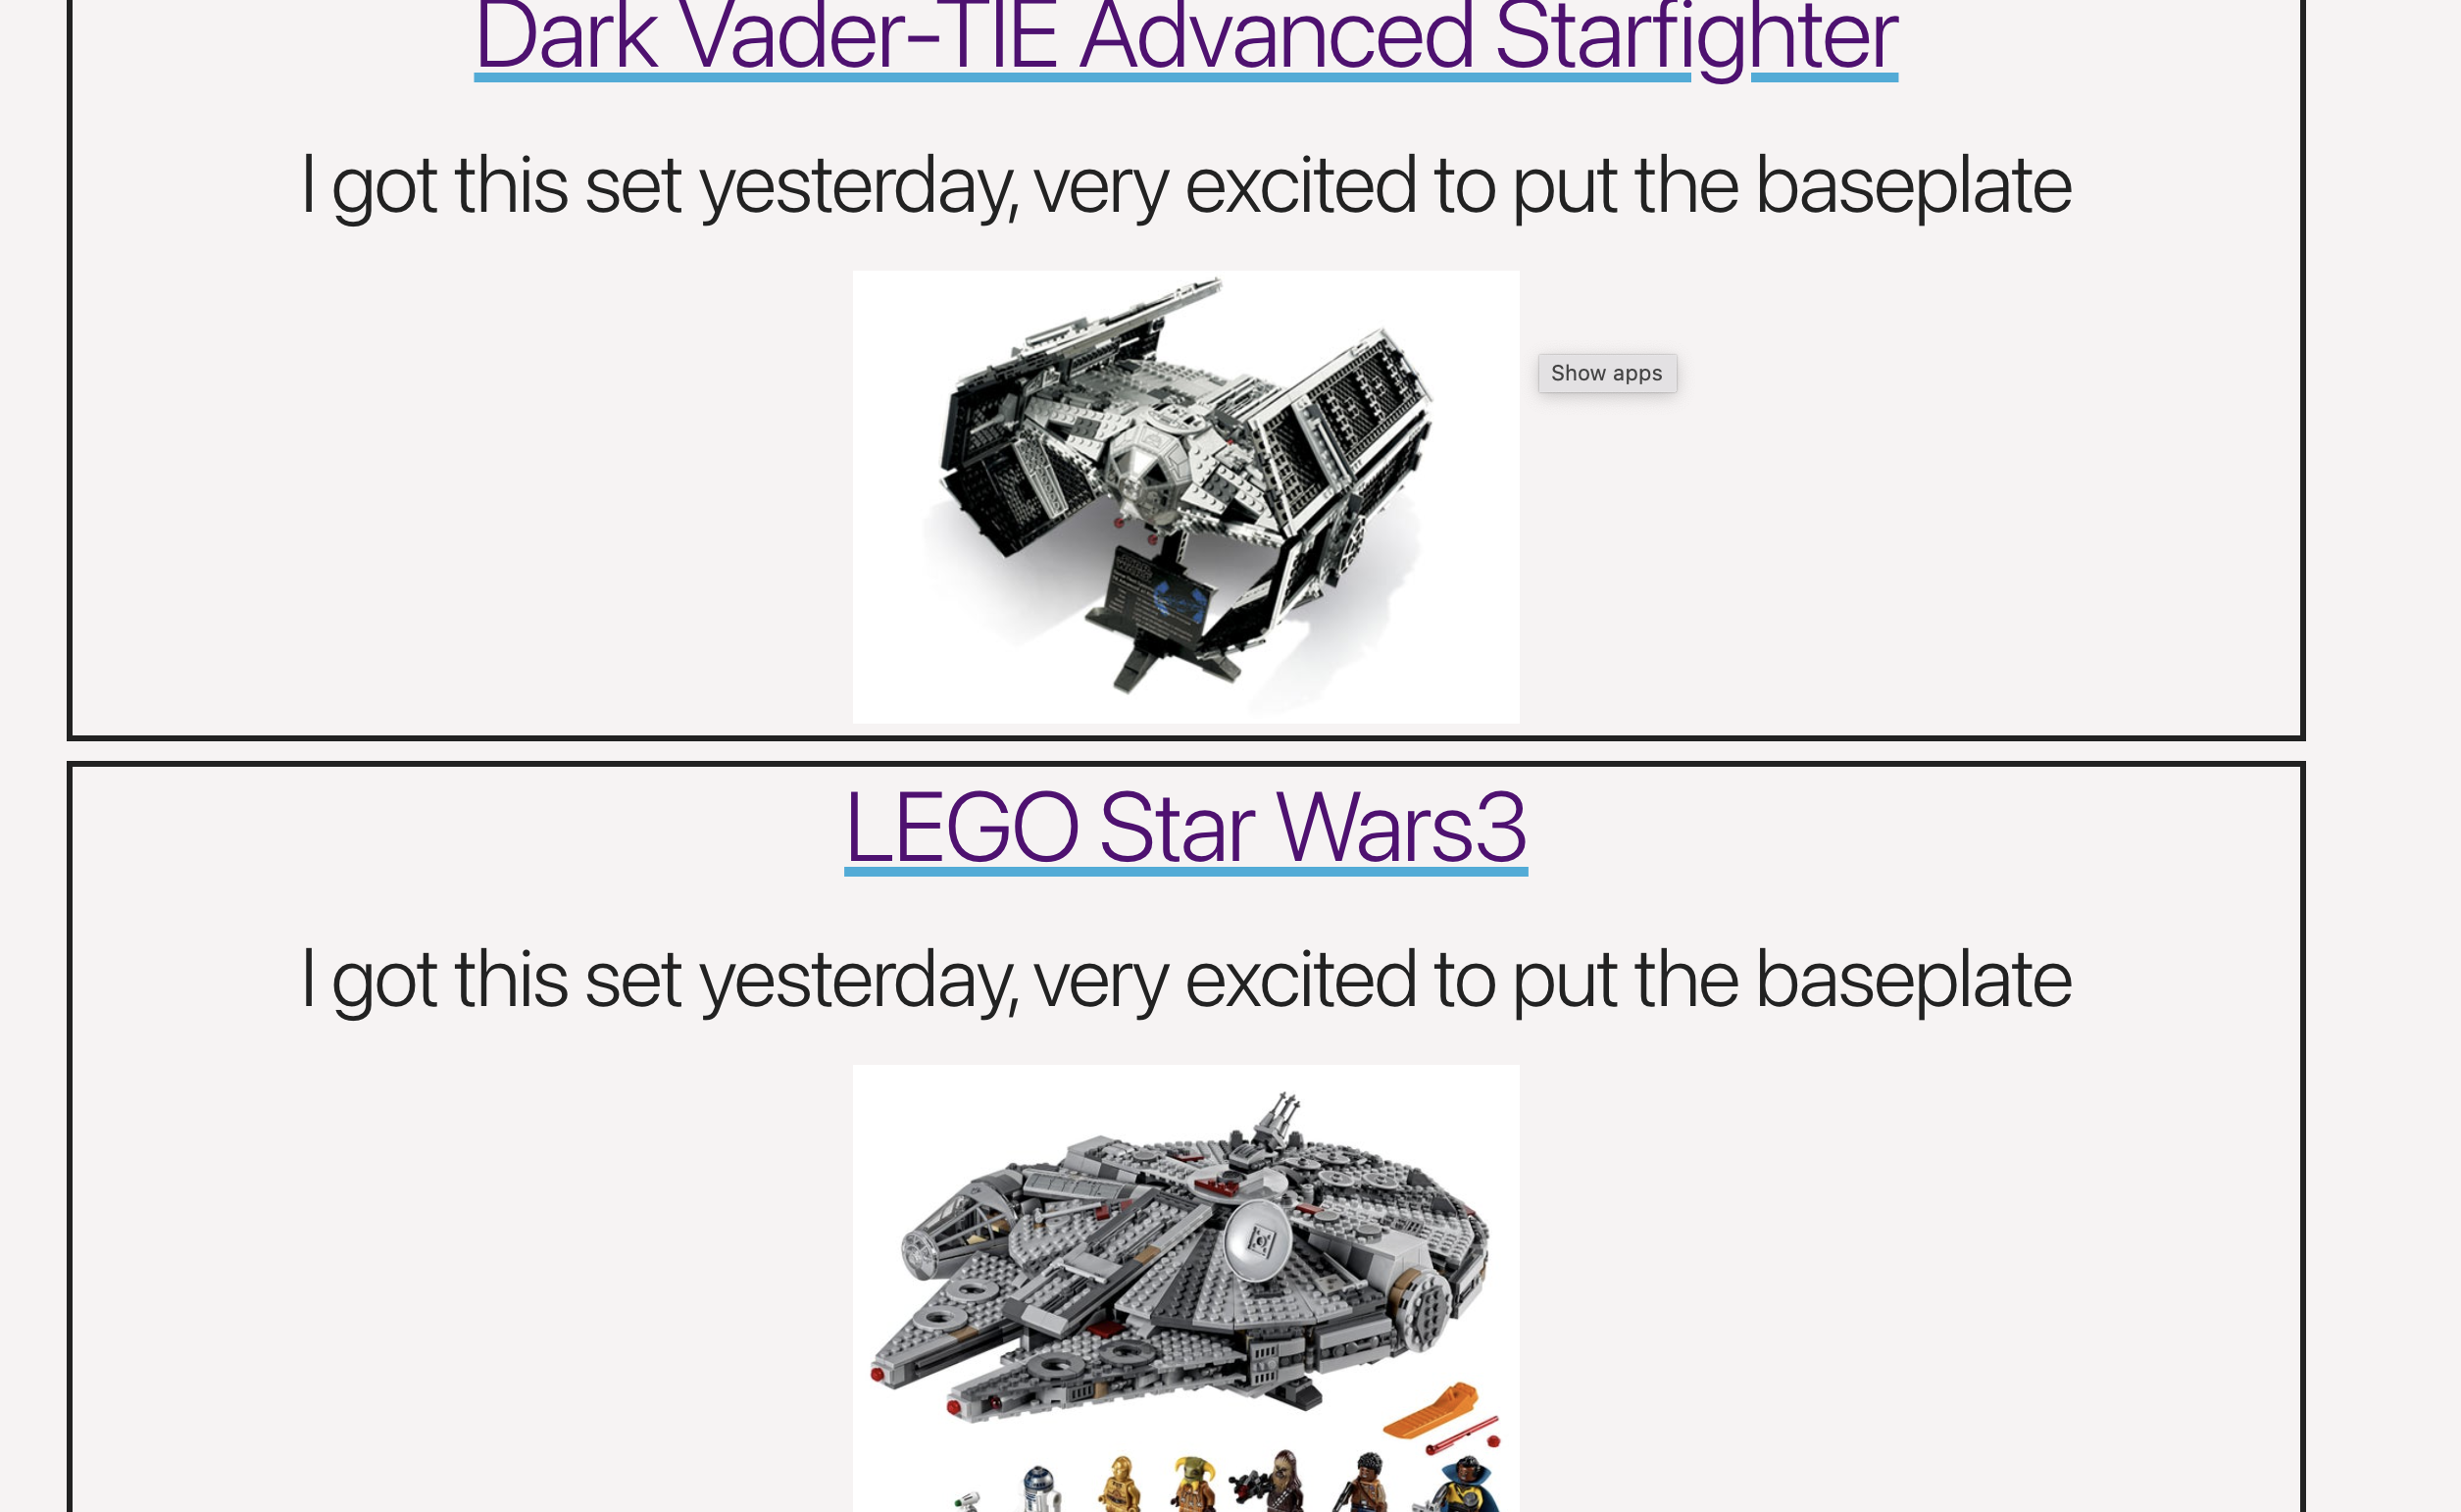 Dark Vader-TIE Advanced Starfighter
I got this set yesterday, very excited to put the baseplate
Show apps
LEGO Star Wars3
I got this set yesterday, very excited to put the baseplate